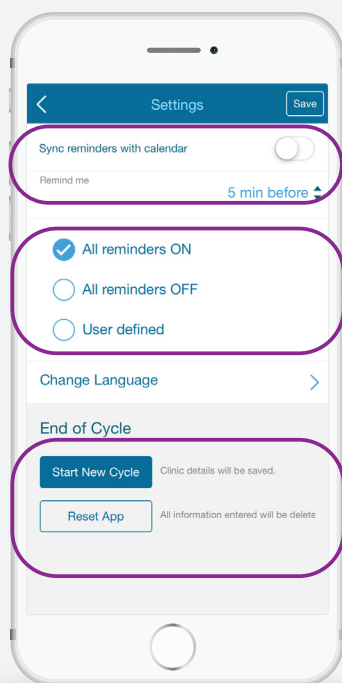 Settings
Save
Sync reminders with calendar
Remind me
5 min before
All reminders ON
All reminders OFF
User defined
Change Language
End of Cycle
Start New Cycle
Clinic details will be saved.
Reset App
All information entered will be delete